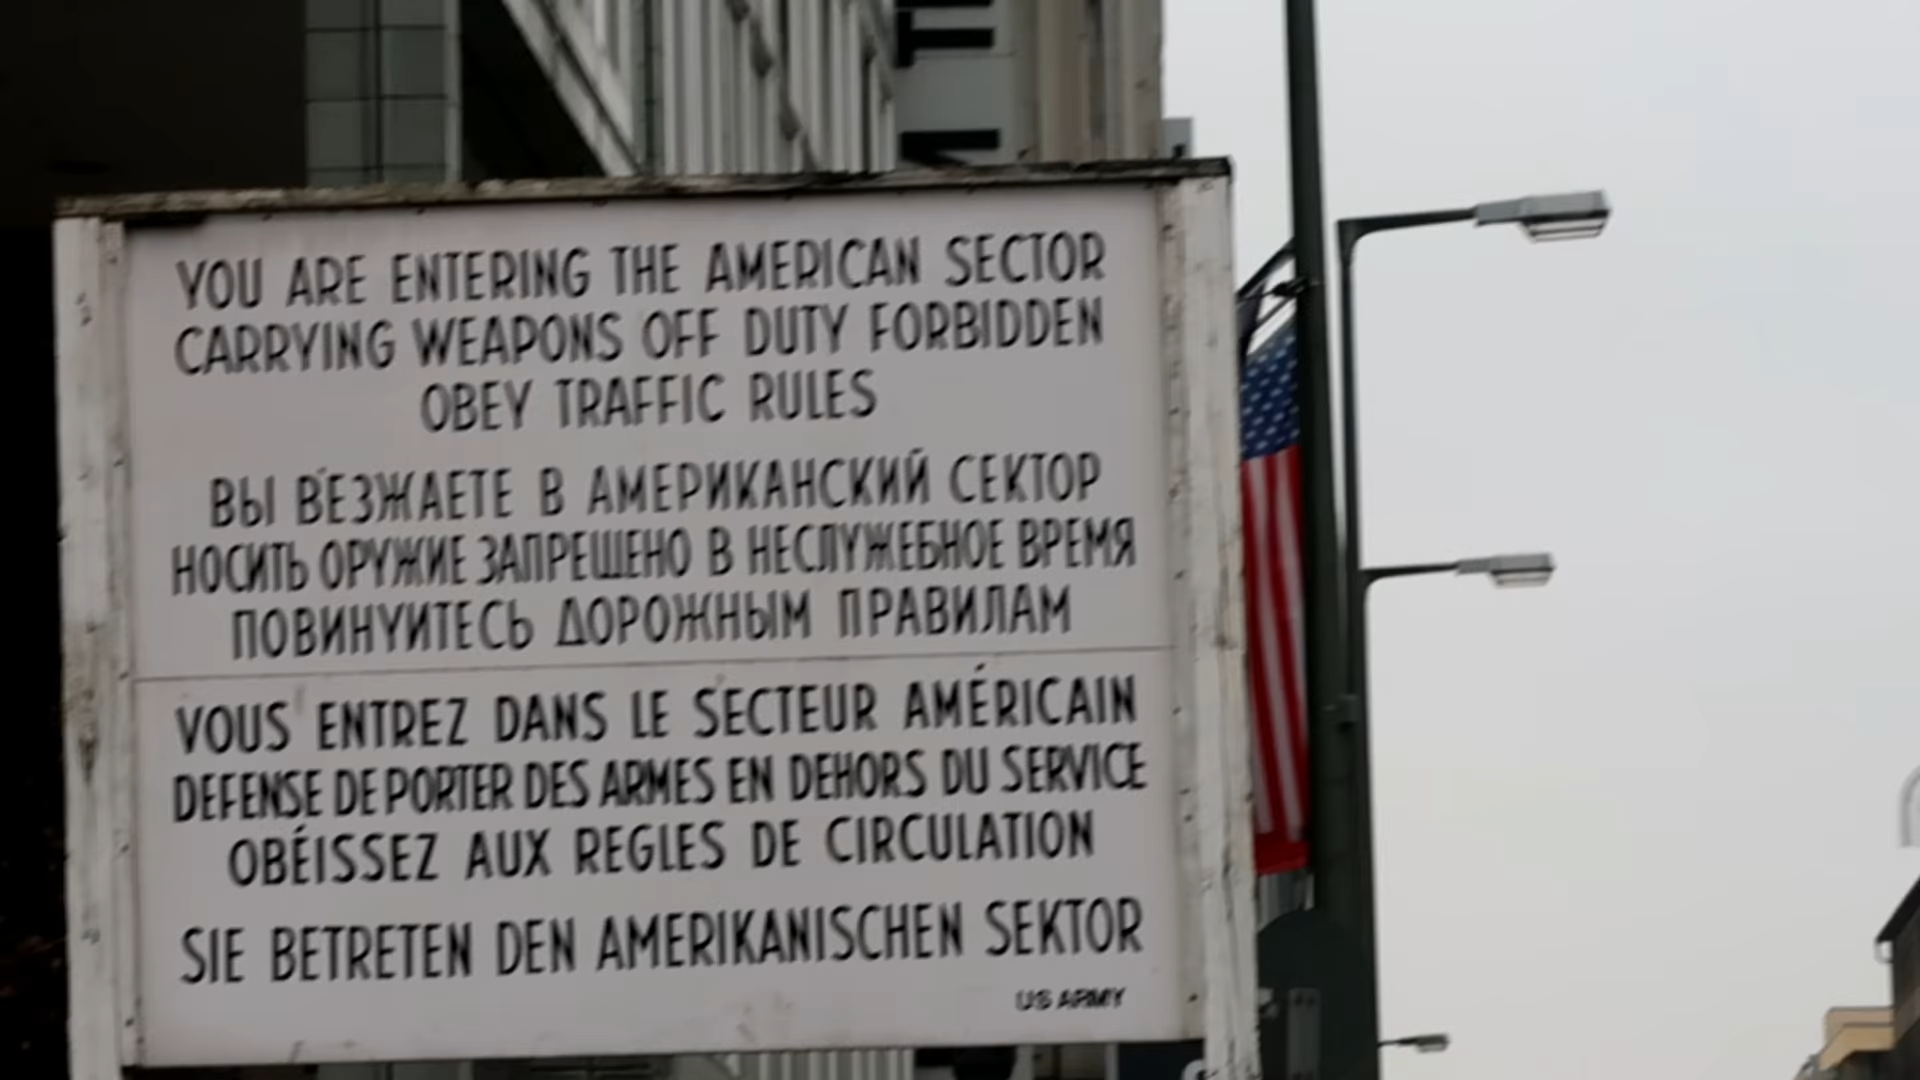 YOU ARE ENTERING THE AMERICAN SECTOR
CARRYING WEAPONS OFF DUTY FORBIDDEN
OBEY TRAFFIC RULES
ВЫ ВЪЕЗЖАЕТЕ В АМЕРИКАНСКИЙ СЕКТОР
НОСИТЬ ОРУЖИЕ ЗАПРЕЩЕНО В НЕСЛУЖЕБНОЕ ВРЕМЯ
ПОВИНУИТЕСЬ ДОРОЖНЫМ ПРАВИЛАМ
VOUS ENTREZ DANS LE SECTEUR AMÉRICAIN
DEFENSE DE PORTER DES ARMES EN DEHORS DU SERVICE
OBÉISSEZ AUX REGLES DE CIRCULATION
SIE BETRETEN DEN AMERIKANISCHEN SEKTOR
US ARMY